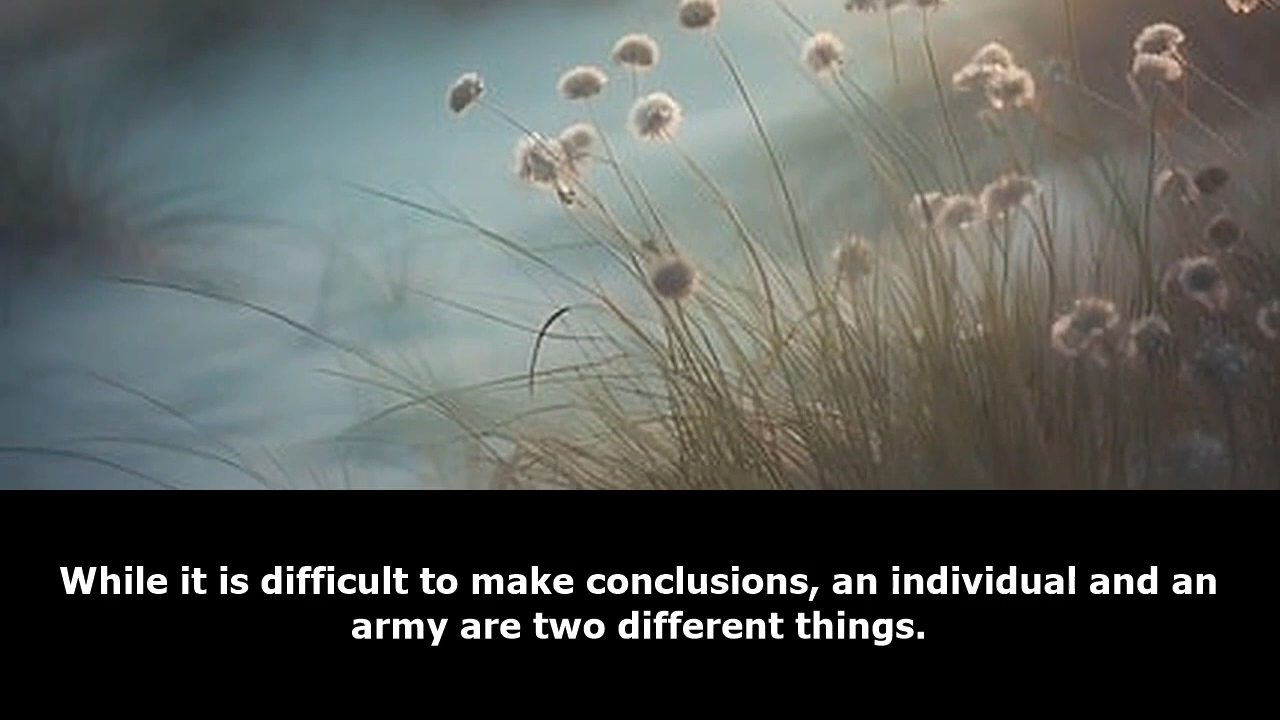 While it is difficult to make conclusions, an individual and an
army are two different things.